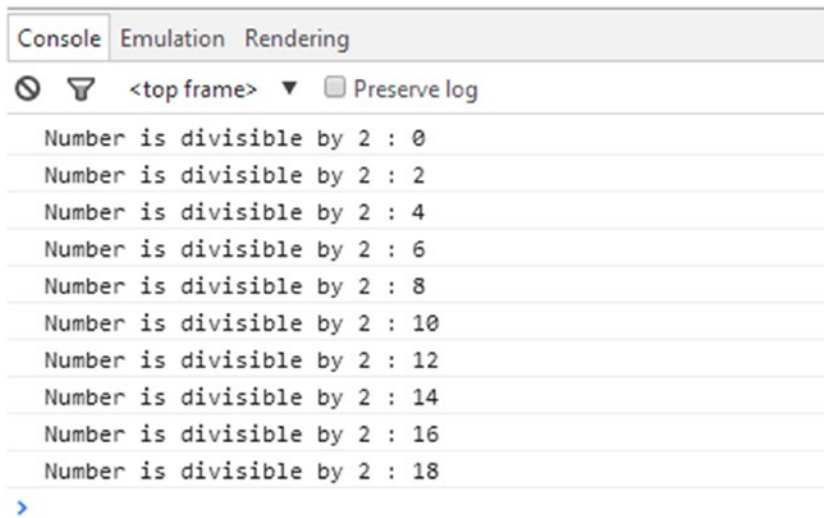 Console Emulation Rendering
<top frame> ▼ Preserve log
Number is divisible by 2 : 0
Number is divisible by 2 : 2
Number is divisible by 2 : 4
Number is divisible by 2 : 6
Number is divisible by 2 : 8
Number is divisible by 2 : 10
Number is divisible by 2 : 12
Number is divisible by 2 : 14
Number is divisible by 2 : 16
Number is divisible by 2 : 18
>